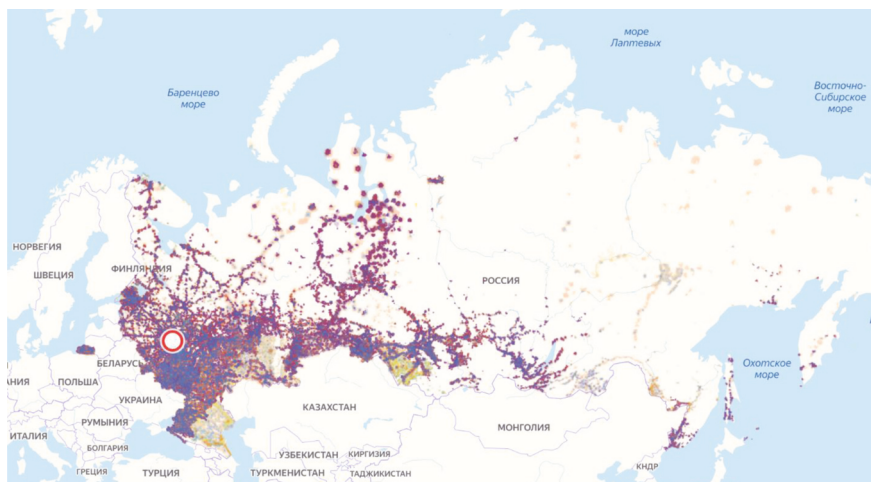 море
Лаптевых
Восточно-
Сибирское
море
Баренцево
море
НОРВЕГИЯ
ШВЕЦИЯ
ФИНЛЯНДИЯ
РОССИЯ
Охотское
море
БЕЛАРУСЬ
ПОЛЬША
АНИЯ
УКРАИНА
КАЗАХСТАН
МОНГОЛИЯ
РУМЫНИЯ
ИТАЛИЯ
БОЛГАРИЯ
УЗБЕКИСТАН
КИРГИЗИЯ
КНДР
ГРЕЦИЯ
ТУРЦИЯ
ТУРКМЕНИСТАН
ТАДЖИКИСТАН